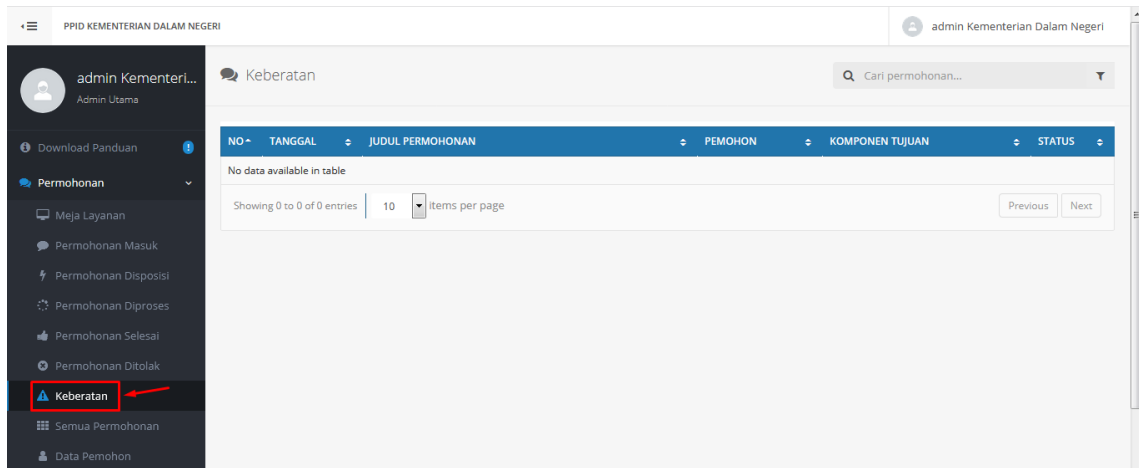 PPID KEMENTERIAN DALAM NEGERI
admin Kementerian Dalam Negeri
admin Kementeri...
Admin Utama
Keberatan
Cari permohonan...
Download Panduan
Permohonan
Meja Layanan
Permohonan Masuk
Permohonan Disposisi
Permohonan Diproses
Permohonan Selesai
Permohonan Ditolak
Keberatan
Semua Permohonan
Data Pemohon
NO TANGGAL JUDUL PERMOHONAN PEMOHON KOMPONEN TUJUAN STATUS
No data available in table
Showing 0 to 0 of 0 entries 10 items per page Previous Next